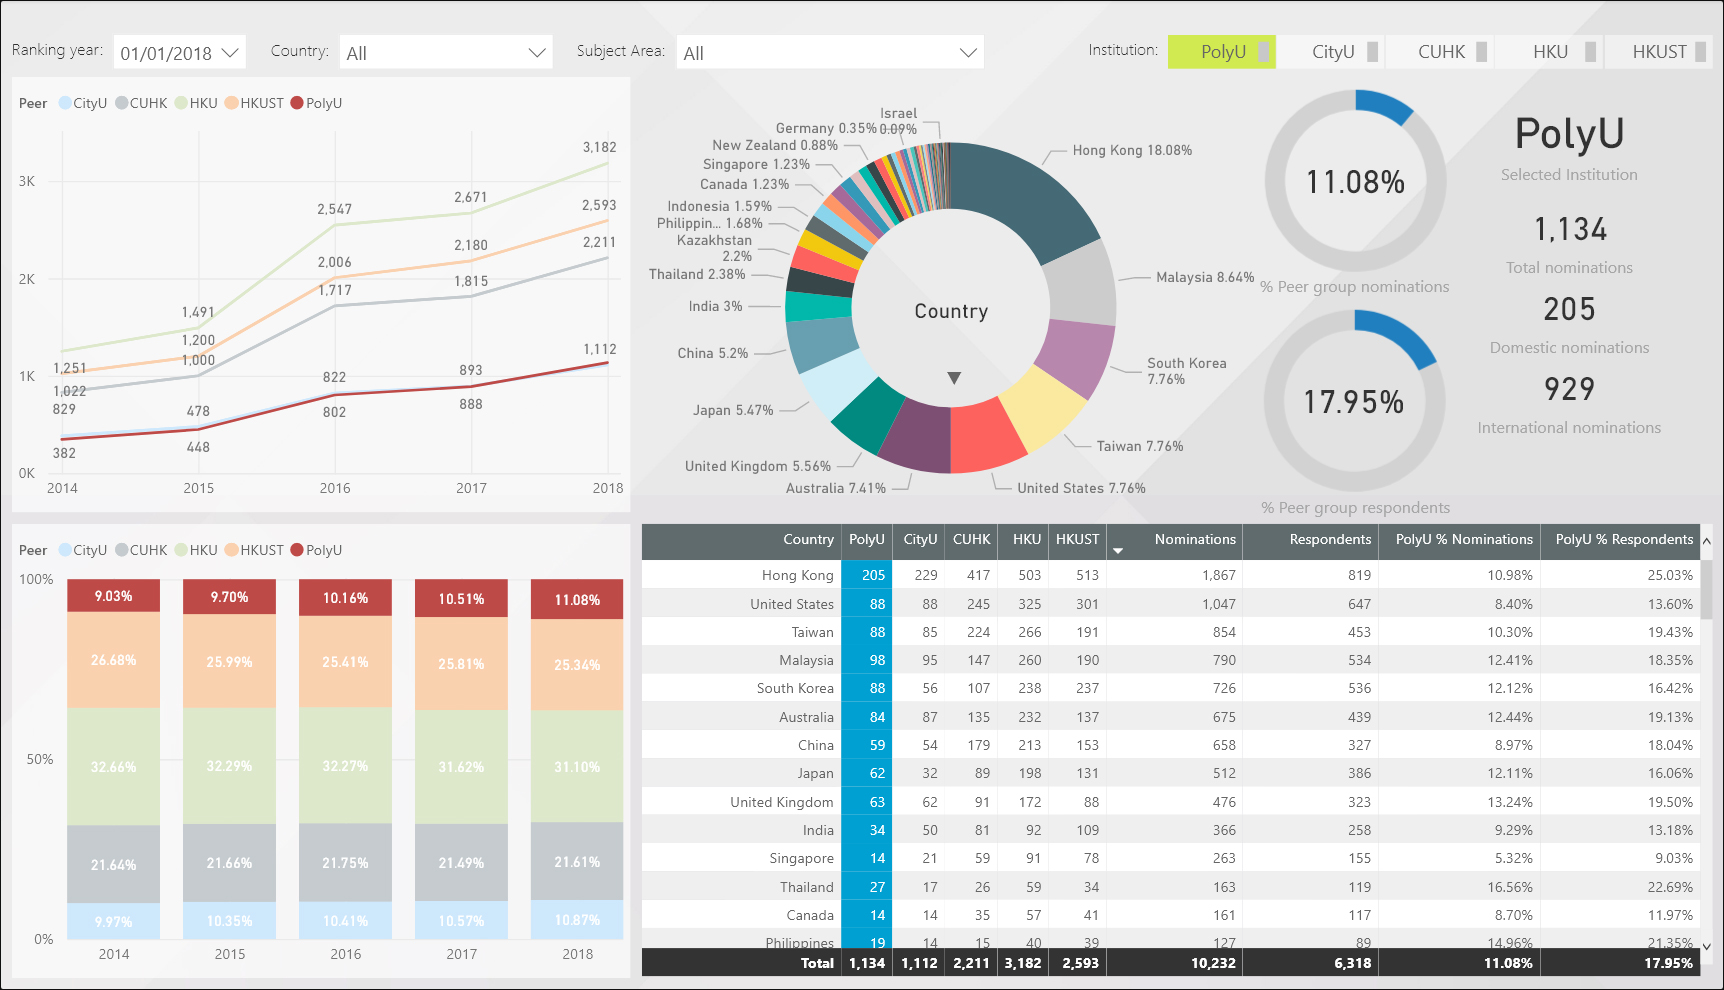 Ranking year: 01/01/2018 Country: All Subject Area: All Institution: PolyU CityU CUHK HKU HKUST
Peer CityU CUHK HKU HKUST PolyU
3K
2K
1K
0K
3,182
2,671
2,547
2,593
2,180
2,006
2,211
1,815
1,717
1,491
1,200
1,000
1,251
1,022
829
1,112
893
822
888
802
478
448
382
2014 2015 2016 2017 2018
Israel
0.09%
Germany 0.35%
New Zealand 0.88%
Singapore 1.23%
Canada 1.23%
Indonesia 1.59%
Philippin... 1.68%
Kazakhstan
2.2%
Thailand 2.38%
India 3%
China 5.2%
Japan 5.47%
United Kingdom 5.56%
Australia 7.41%
United States 7.76%
Taiwan 7.76%
South Korea
7.76%
Malaysia 8.64%
Hong Kong 18.08%
Country
11.08%
% Peer group nominations
17.95%
% Peer group respondents
PolyU
Selected Institution
1,134
Total nominations
205
Domestic nominations
929
International nominations
Peer CityU CUHK HKU HKUST PolyU
100%
50%
0%
9.03% 9.70% 10.16% 10.51% 11.08%
26.68% 25.99% 25.41% 25.81% 25.34%
32.66% 32.29% 32.27% 31.62% 31.10%
21.64% 21.66% 21.75% 21.49% 21.61%
9.97% 10.35% 10.41% 10.57% 10.87%
2014 2015 2016 2017 2018
Country PolyU CityU CUHK HKU HKUST Nominations Respondents PolyU % Nominations PolyU % Respondents
Hong Kong 205 229 417 503 513 1,867 819 10.98% 25.03%
United States 88 88 245 325 301 1,047 647 8.40% 13.60%
Taiwan 88 85 224 266 191 854 453 10.30% 19.43%
Malaysia 98 95 147 260 190 790 534 12.41% 18.35%
South Korea 88 56 107 238 237 726 536 12.12% 16.42%
Australia 84 87 135 232 137 675 439 12.44% 19.13%
China 59 54 179 213 153 658 327 8.97% 18.04%
Japan 62 32 89 198 131 512 386 12.11% 16.06%
United Kingdom 63 62 91 172 88 476 323 13.24% 19.50%
India 34 50 81 92 109 366 258 9.29% 13.18%
Singapore 14 21 59 91 78 263 155 5.32% 9.03%
Thailand 27 17 26 59 34 163 119 16.56% 22.69%
Canada 14 14 35 57 41 161 117 8.70% 11.97%
Philippines 19 14 15 40 39 127 89 14.96% 21.35%
Total 1,134 1,112 2,211 3,182 2,593 10,232 6,318 11.08% 17.95%